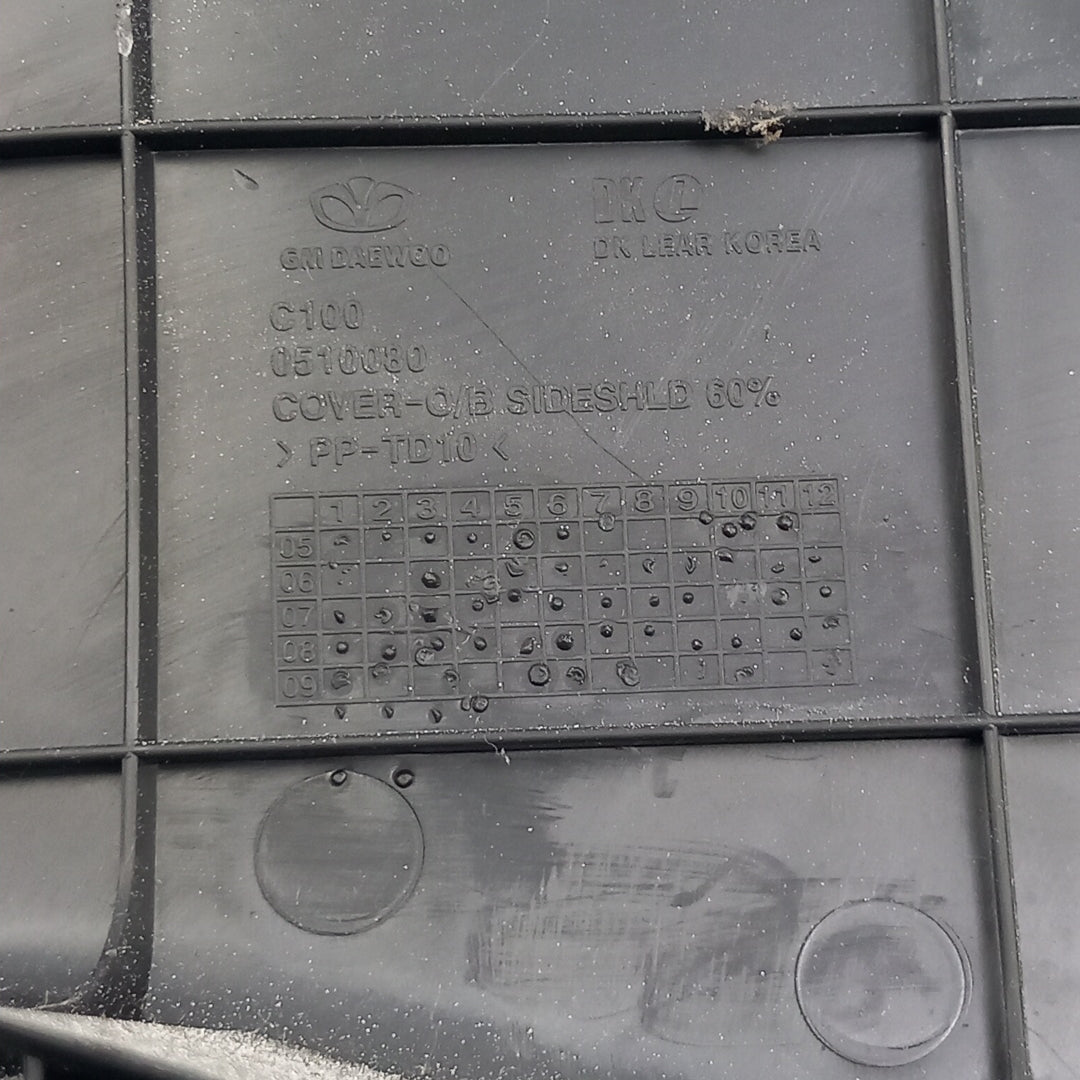 GM DAEWOO
DK L
DK LEAR KOREA
C100
0510080
COVER-O/B SIDESHLD 60%
>PP-TD10<
1 2 3 4 5 6 7 8 9 10 11 12
05
06
07
08
09